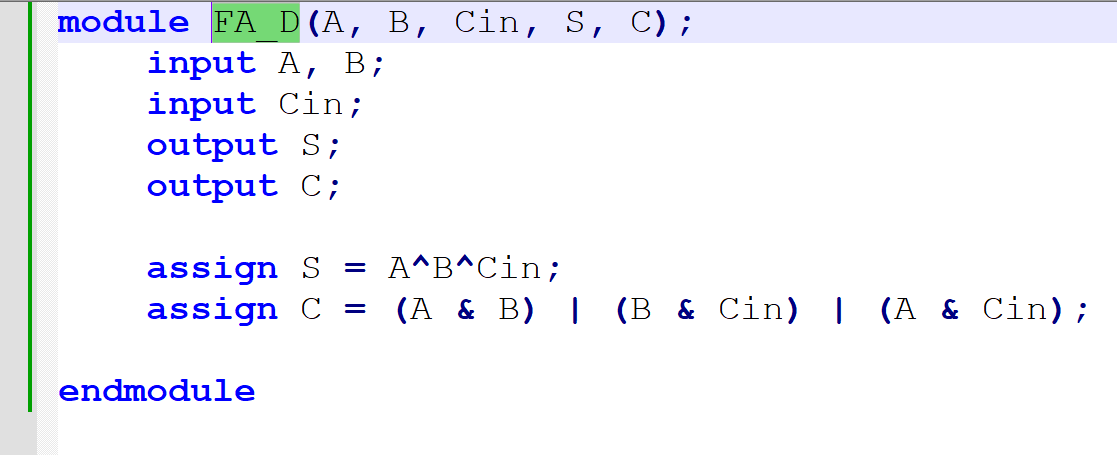 module FA_D(A, B, Cin, S, C);
input A, B;
input Cin;
output S;
output C;
assign S = A^B^Cin;
assign C = (A & B) | (B & Cin) | (A & Cin);
endmodule